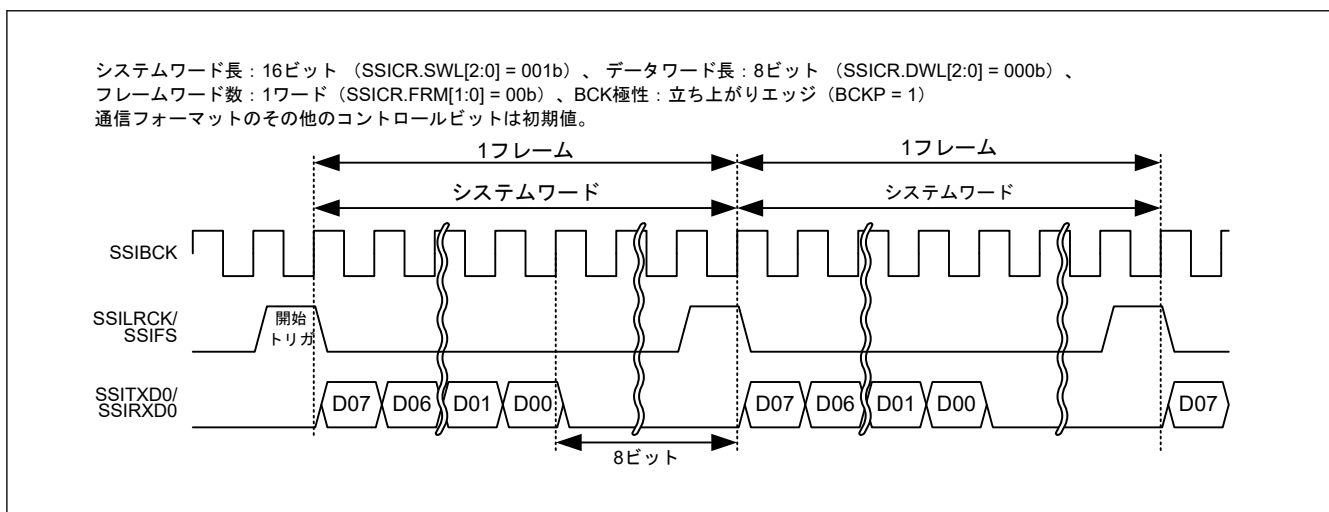 システムワード長：16ビット （SSICR.SWL[2:0] = 001b）、 データワード長：8ビット （SSICR.DWL[2:0] = 000b）、
フレームワード数：1ワード（SSICR.FRM[1:0] = 00b）、BCK極性：立ち上がりエッジ（BCKP = 1）
通信フォーマットのその他のコントロールビットは初期値。
1フレーム 1フレーム
システムワード システムワード
SSIBCK
SSILRCK/
SSIFS
開始
トリガ
SSITXD0/
SSIRXD0
D07 D06 D01 D00 D07 D06 D01 D00 D07
8ビット